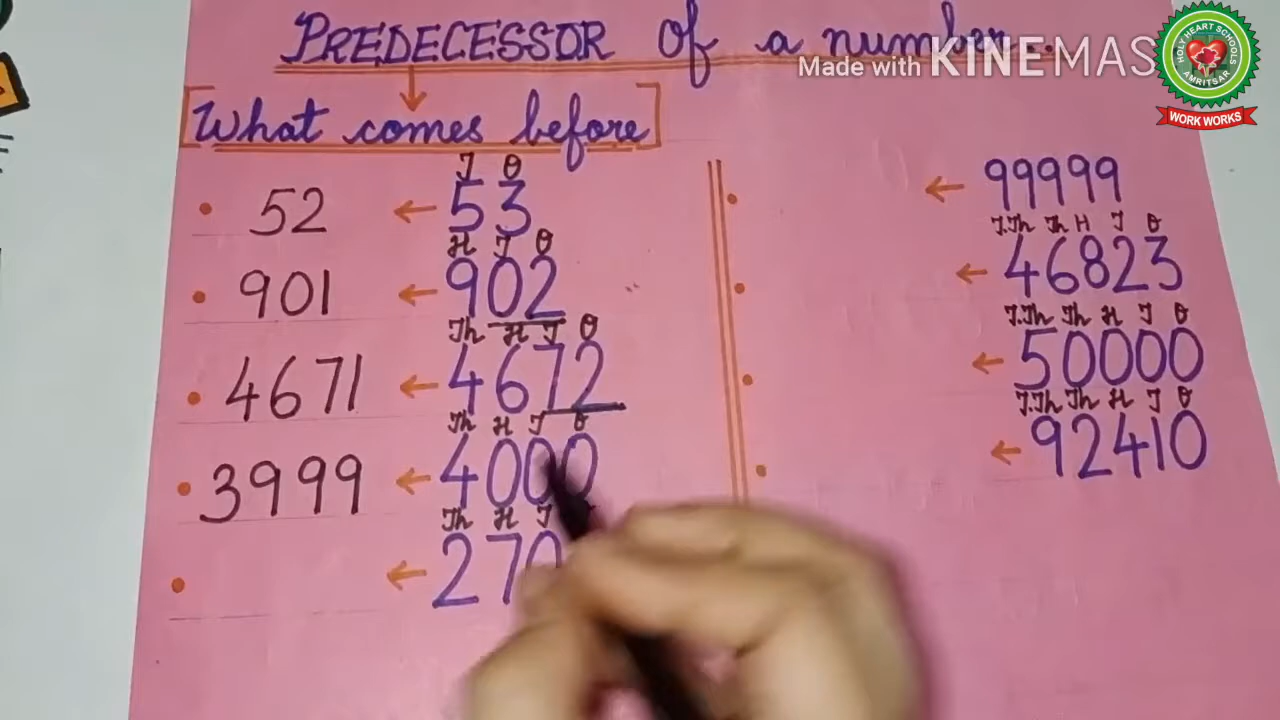 PREDECESSOR of a number...
Made with KINEMAS
HOLY HEART SCHOOLS
AMRITSAR
WORK WORKS
What comes before
T O
52 ← 53
H T O
901 ← 902
Th H T O
4671 ← 4672
Th H T O
3999 ← 4000
Th H T
← 270
← 99999
T.Th Th H T O
← 46823
T.Th Th H T O
← 50000
T.Th Th H T O
← 92410